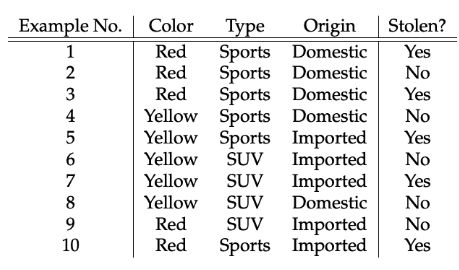 Example No. Color Type Origin Stolen?
1 Red Sports Domestic Yes
2 Red Sports Domestic No
3 Red Sports Domestic Yes
4 Yellow Sports Domestic No
5 Yellow Sports Imported Yes
6 Yellow SUV Imported No
7 Yellow SUV Imported Yes
8 Yellow SUV Domestic No
9 Red SUV Imported No
10 Red Sports Imported Yes